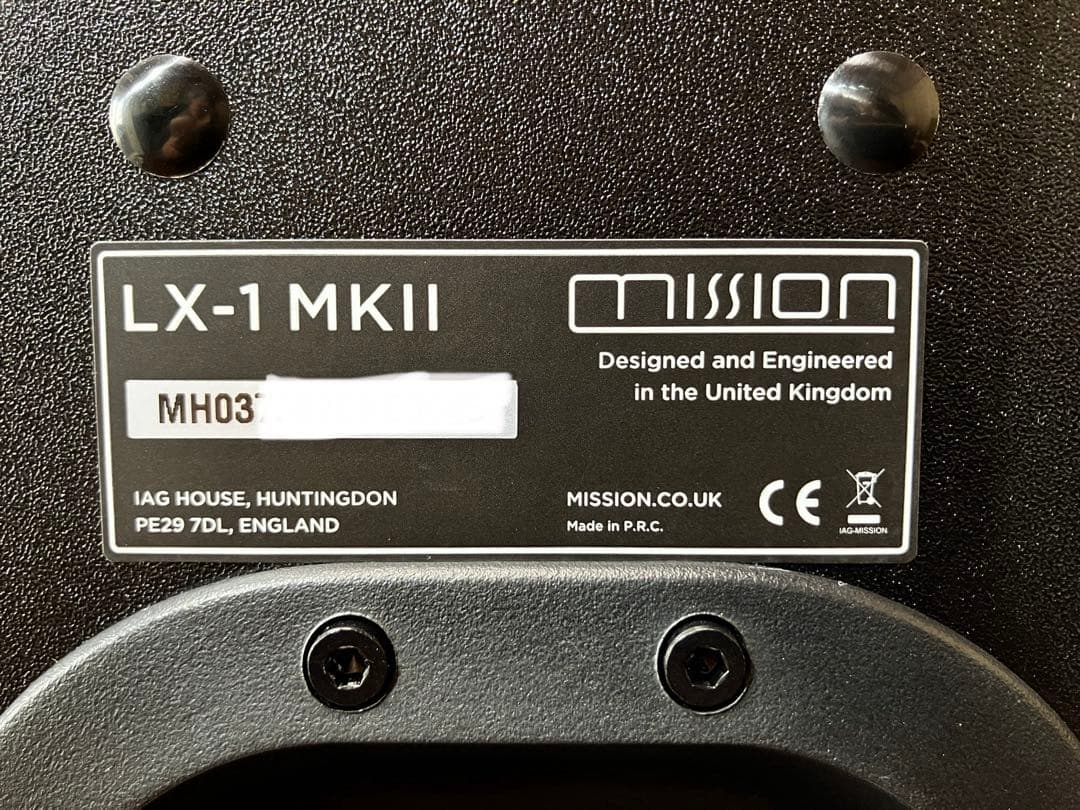 LX-1 MKII
mission
Designed and Engineered
in the United Kingdom
MH037
IAG HOUSE, HUNTINGDON
PE29 7DL, ENGLAND
MISSION.CO.UK
Made in P.R.C.
CE
IAG-MISSION